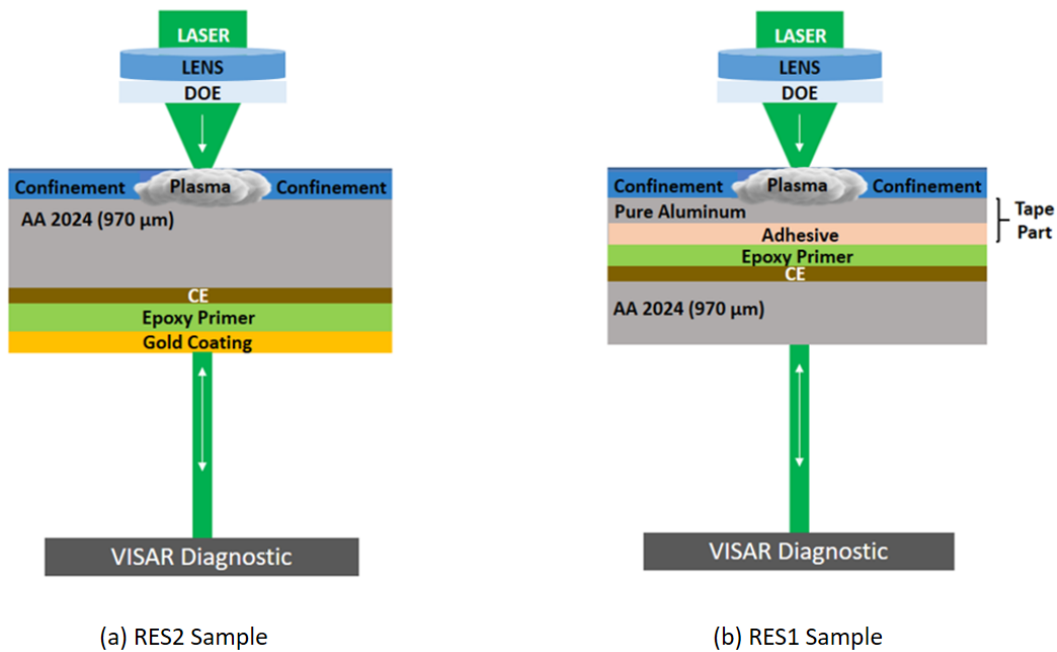 LASER
LENS
DOE
Confinement Plasma Confinement
AA 2024 (970 µm)
CE
Epoxy Primer
Gold Coating
VISAR Diagnostic
(a) RES2 Sample
LASER
LENS
DOE
Confinement Plasma Confinement
Pure Aluminum
Adhesive
Tape
Part
Epoxy Primer
CE
AA 2024 (970 µm)
VISAR Diagnostic
(b) RES1 Sample